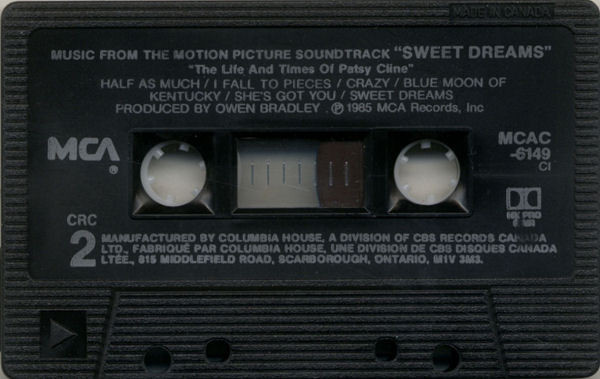 MADE IN CANADA
MUSIC FROM THE MOTION PICTURE SOUNDTRACK "SWEET DREAMS"
"The Life And Times Of Patsy Cline"
HALF AS MUCH / I FALL TO PIECES / CRAZY / BLUE MOON OF
KENTUCKY / SHE'S GOT YOU / SWEET DREAMS
PRODUCED BY OWEN BRADLEY. ℗ 1985 MCA Records, Inc
MCA®
MCAC
-6149
CI
HX PRO
CRC
2
MANUFACTURED BY COLUMBIA HOUSE, A DIVISION OF CBS RECORDS CANADA
LTD., FABRIQUÉ PAR COLUMBIA HOUSE, UNE DIVISION DE CBS DISQUES CANADA
LTÉE., 815 MIDDLEFIELD ROAD, SCARBOROUGH, ONTARIO, M1V 3M3.